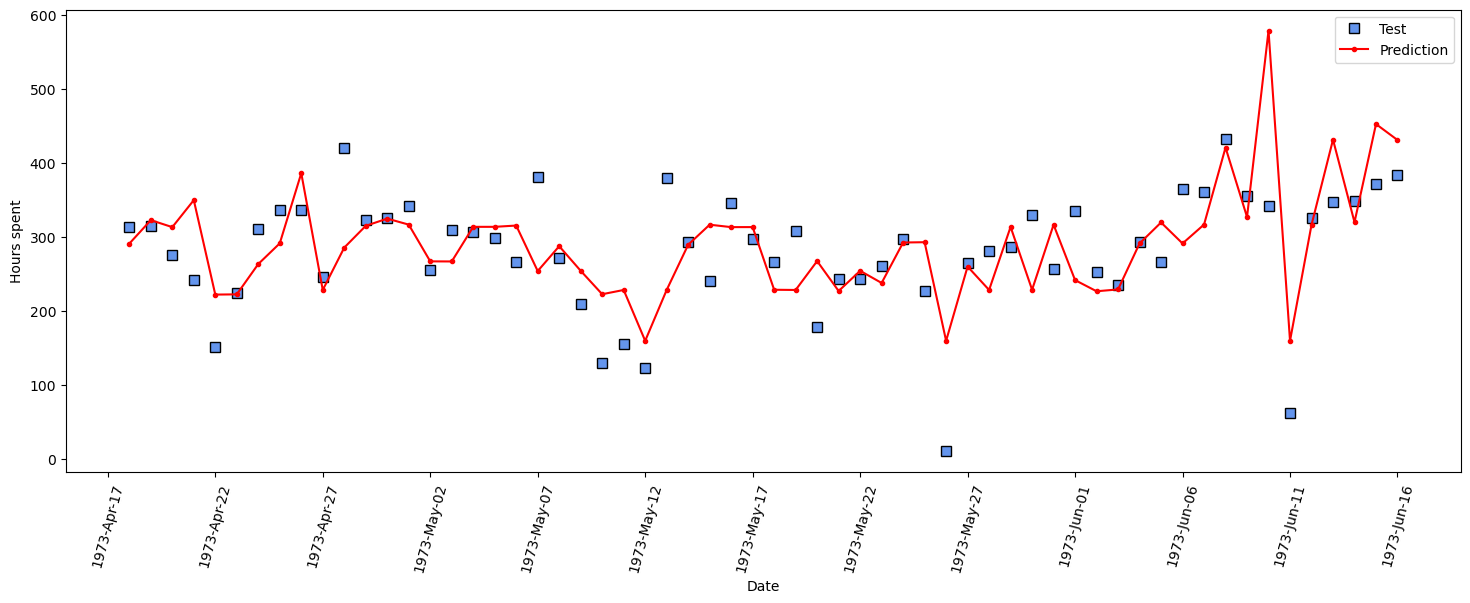 600
500
400
300
200
100
0
Hours spent
Test
Prediction
1973-Apr-17
1973-Apr-22
1973-Apr-27
1973-May-02
1973-May-07
1973-May-12
1973-May-17
1973-May-22
1973-May-27
1973-Jun-01
1973-Jun-06
1973-Jun-11
1973-Jun-16
Date